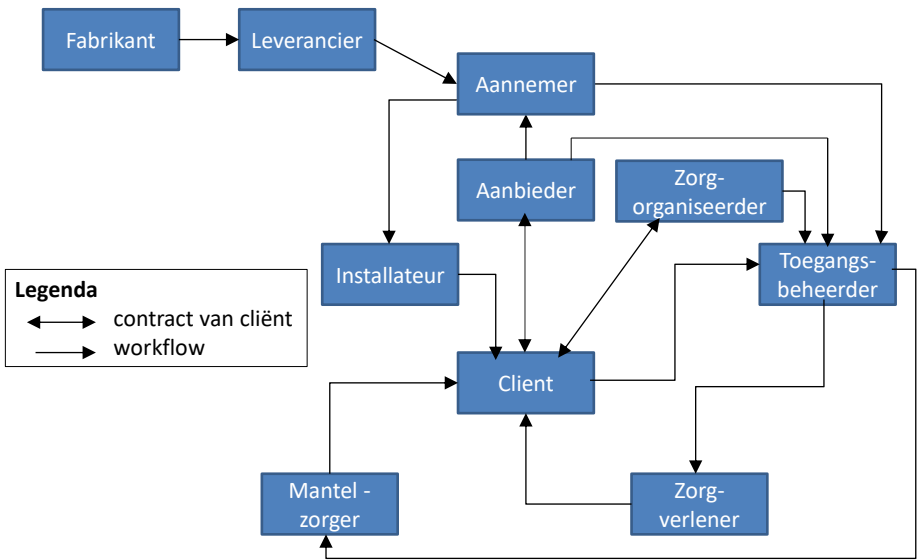 Fabrikant
Leverancier
Aannemer
Aanbieder
Zorg-
organiseerder
Installateur
Toegangs-
beheerder
Legenda
contract van cliënt
workflow
Client
Mantel -
zorger
Zorg-
verlener